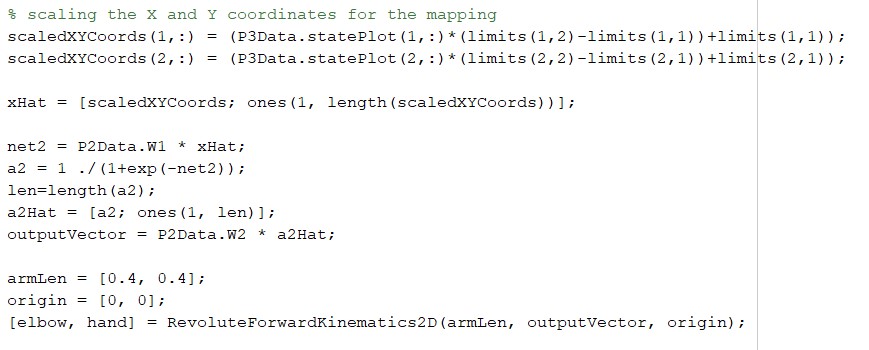 % scaling the X and Y coordinates for the mapping
scaledXYCoords(1,:) = (P3Data.statePlot(1,:)*(limits(1,2)-limits(1,1))+limits(1,1));
scaledXYCoords(2,:) = (P3Data.statePlot(2,:)*(limits(2,2)-limits(2,1))+limits(2,1));
xHat = [scaledXYCoords; ones(1, length(scaledXYCoords))];
net2 = P2Data.W1 * xHat;
a2 = 1 ./(1+exp(-net2));
len=length(a2);
a2Hat = [a2; ones(1, len)];
outputVector = P2Data.W2 * a2Hat;
armLen = [0.4, 0.4];
origin = [0, 0];
[elbow, hand] = RevoluteForwardKinematics2D(armLen, outputVector, origin);